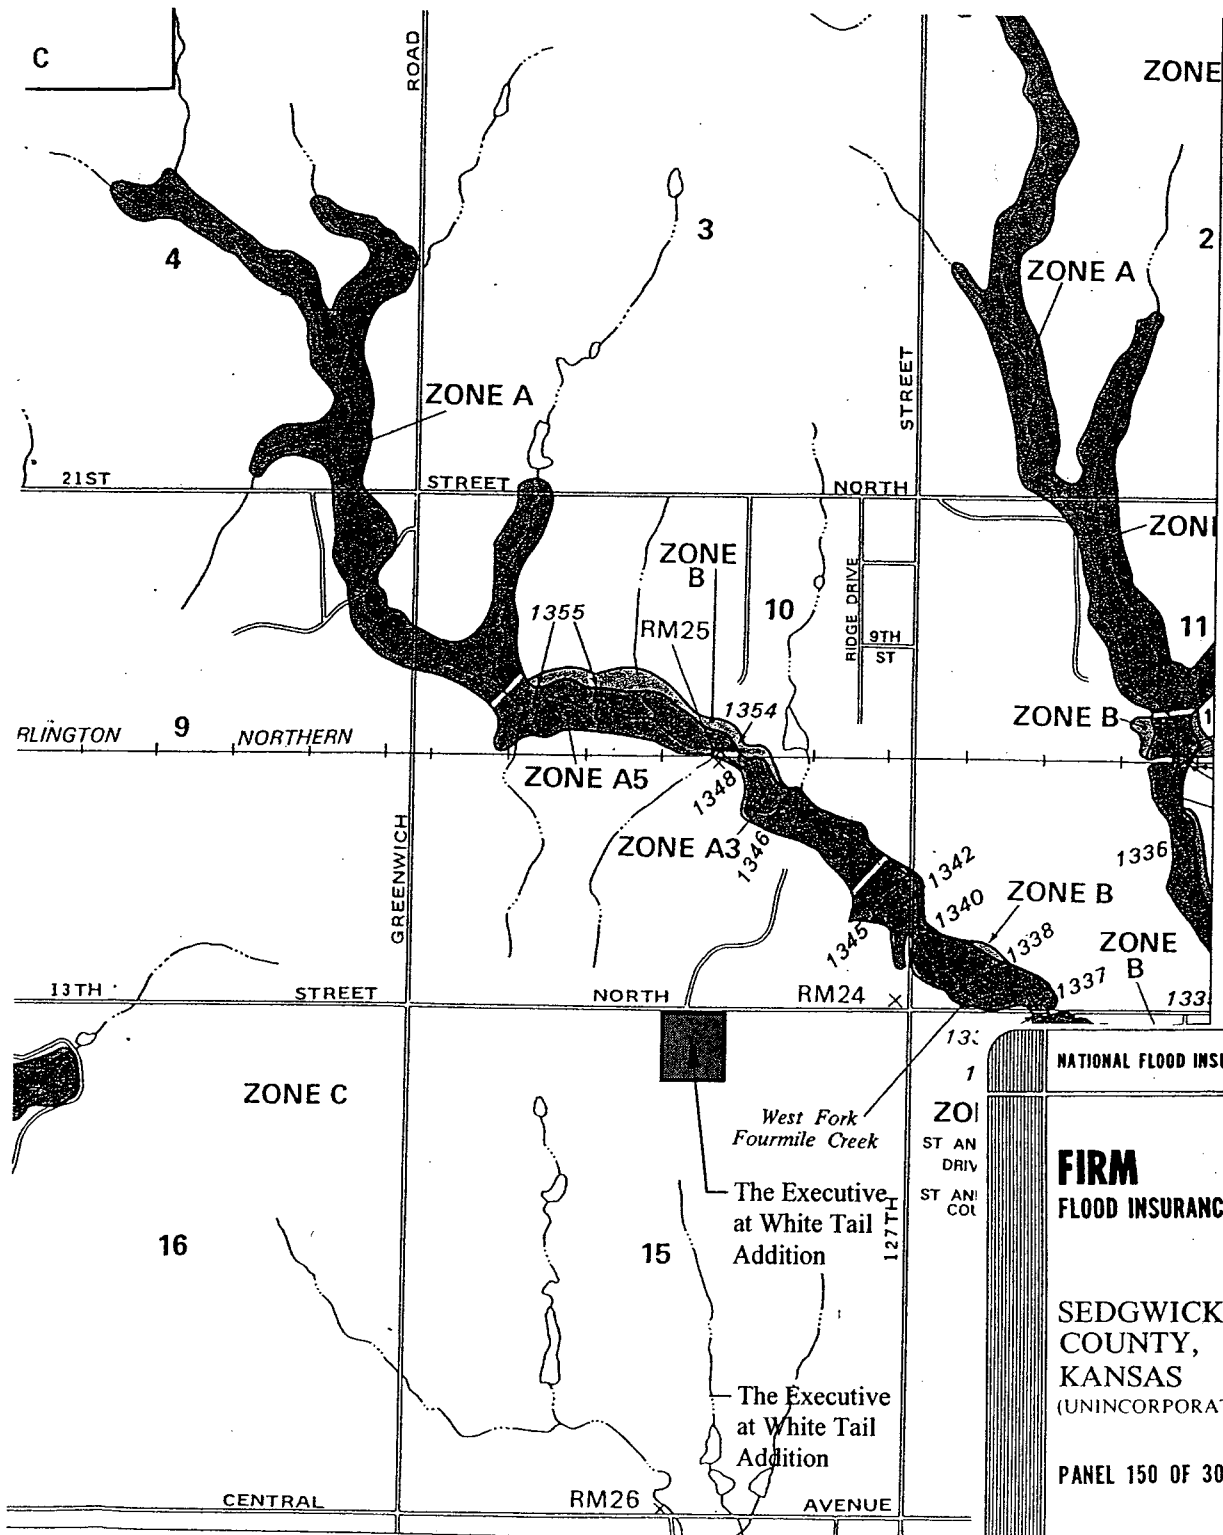 C
ROAD
ZONE
4
3
2
ZONE A
STREET
ZONE A
21ST
STREET
NORTH
ZONE
B
1355
RM25
10
RIDGE DRIVE
9TH
ST
11
9
RLINGTON
NORTHERN
1354
ZONE B
ZONE A5
1348
ZONE A3
1346
GREENWICH
1342
1336
1340
ZONE B
1345
1338
ZONE
B
1337
13TH
STREET
NORTH
RM24
ZONE C
West Fork
Fourmile Creek
ST AN
DRIV
NATIONAL FLOOD INSU
FIRM
FLOOD INSURANC
The Executive
at White Tail
Addition
127TH
16
15
SEDGWICK
COUNTY,
KANSAS
(UNINCORPORAT
The Executive
at White Tail
Addition
PANEL 150 OF 30
CENTRAL
RM26
AVENUE